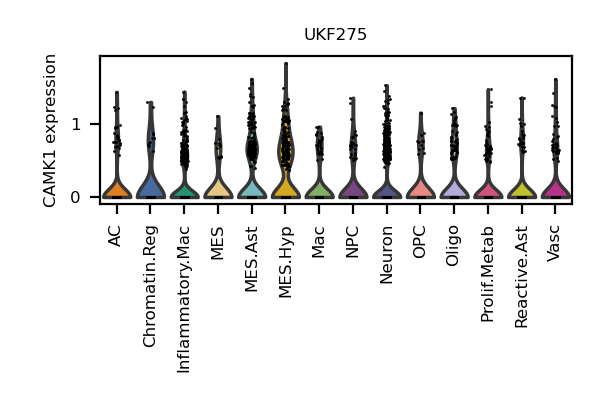 UKF275
CAMK1 expression
1
0
AC
Chromatin.Reg
Inflammatory.Mac
MES
MES.Ast
MES.Hyp
Mac
NPC
Neuron
OPC
Oligo
Prolif.Metab
Reactive.Ast
Vasc